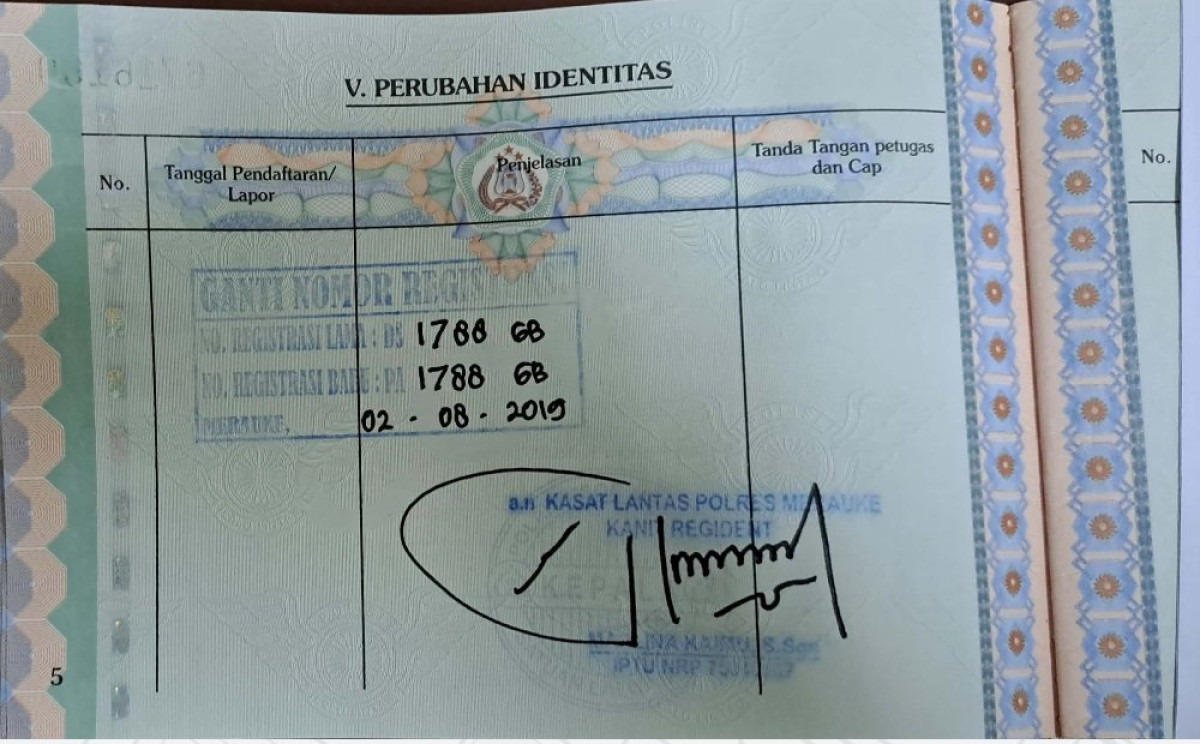 V. PERUBAHAN IDENTITAS
No.
Tanggal Pendaftaran/
Lapor
Penjelasan
Tanda Tangan petugas
dan Cap
No.
GANTI NOMOR
NO. REGISTRASI LAMA : DS 1788 GB
NO. REGISTRASI BARU : PA 1788 GB
MERAUKE, 02 - 08 - 2019
a.n KASAT LANTAS POLRES MERAUKE
KANIT REGIDENT
KEPALA
IPTU NRP
5